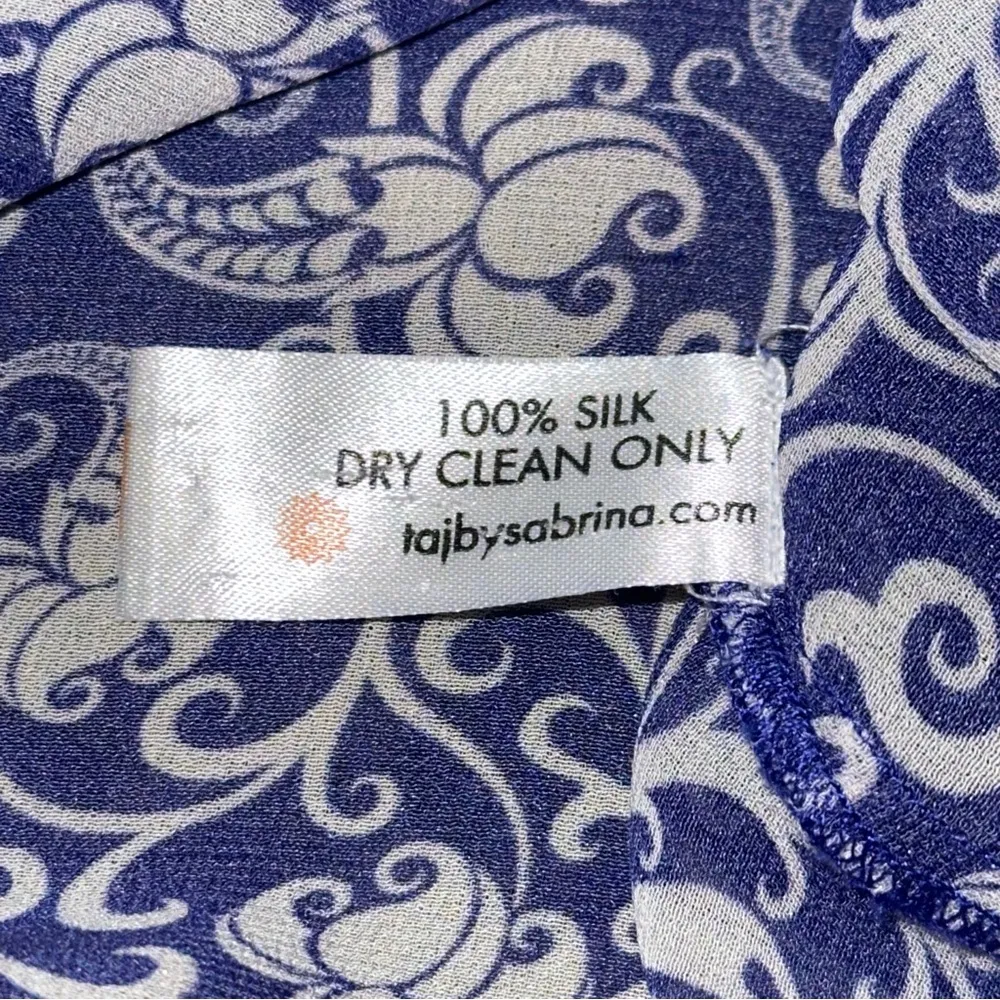 100% SILK
DRY CLEAN ONLY
tajbysabrina.com